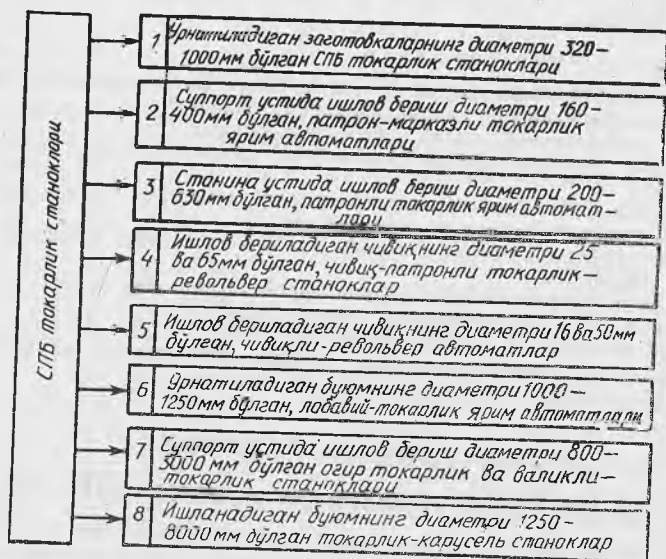 СПБ токарлик станоклари
1 Ўрнатиладиган заготовкаларнинг диаметри 320-
1000мм бўлган СПБ токарлик станоклари
2 Суппорт устида ишлов бериш диаметри 160-
400мм бўлган, патрон-марказли токарлик
ярим автоматлари
3 Станина устида ишлов бериш диаметри 200-
630мм бўлган, патронли токарлик ярим автомат-
лари
4 Ишлов бериладиган чивиқнинг диаметри 25
ва 65мм бўлган, чивиқ-патронли токарлик-
револьвер станоклар
5 Ишлов бериладиган чивиқнинг диаметри 16 ва 50мм
бўлган, чивиқли-револьвер автоматлар
6 Ўрнатиладиган буюмнинг диаметри 1000-
1250мм бўлган, лобавий-токарлик ярим автоматлари
7 Суппорт устида ишлов бериш диаметри 800-
5000 мм бўлган огир токарлик ва валикли-
токарлик станоклари
8 Ишланадиган буюмнинг диаметри 1250-
8000мм бўлган токарлик-карусель станоклар